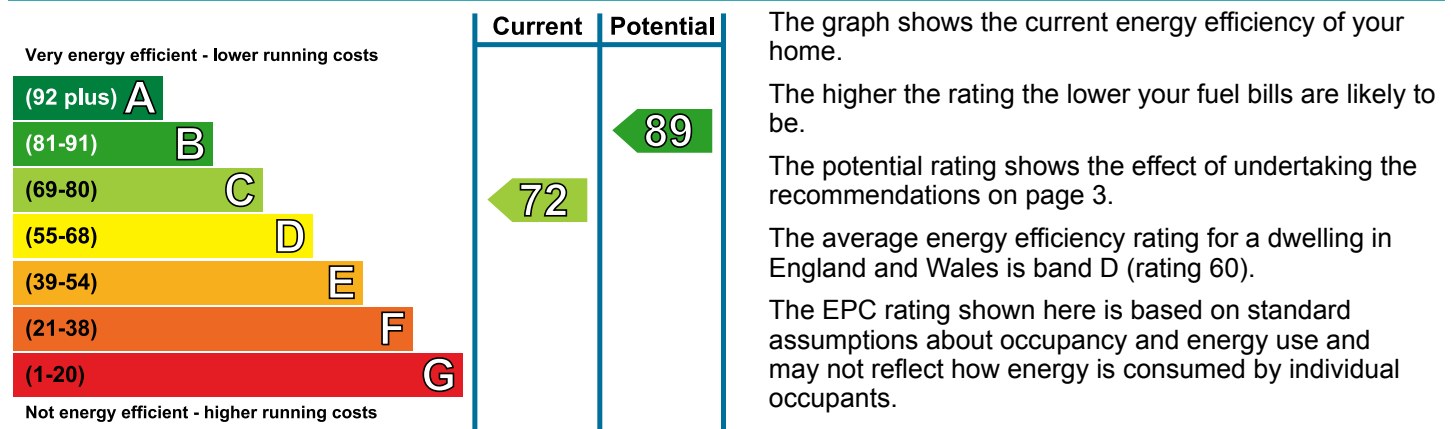 Current Potential
Very energy efficient - lower running costs
(92 plus) A
(81-91) B
(69-80) C
(55-68) D
(39-54) E
(21-38) F
(1-20) G
Not energy efficient - higher running costs
89
72
The graph shows the current energy efficiency of your
home.
The higher the rating the lower your fuel bills are likely to
be.
The potential rating shows the effect of undertaking the
recommendations on page 3.
The average energy efficiency rating for a dwelling in
England and Wales is band D (rating 60).
The EPC rating shown here is based on standard
assumptions about occupancy and energy use and
may not reflect how energy is consumed by individual
occupants.